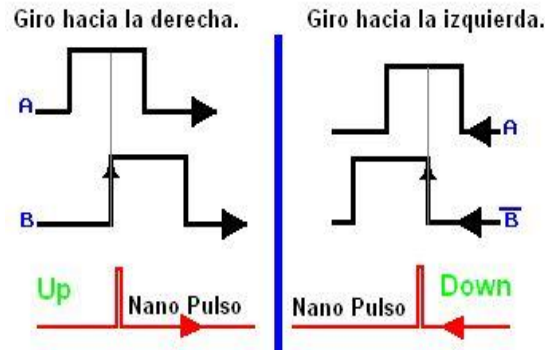 Giro hacia la derecha.
A
B
Up
Nano Pulso
Giro hacia la izquierda.
A
B̅
Down
Nano Pulso